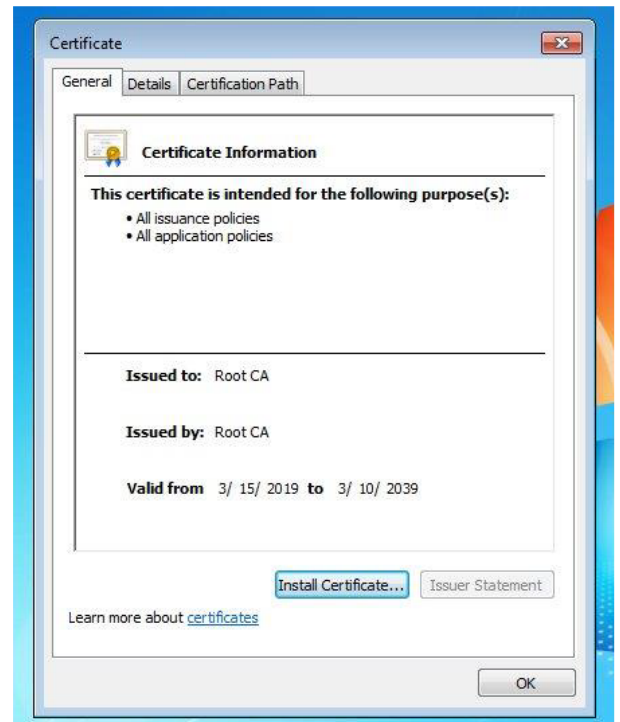 Certificate
General Details Certification Path
Certificate Information
This certificate is intended for the following purpose(s):
• All issuance policies
• All application policies
Issued to: Root CA
Issued by: Root CA
Valid from 3/ 15/ 2019 to 3/ 10/ 2039
Install Certificate... Issuer Statement
Learn more about certificates
OK